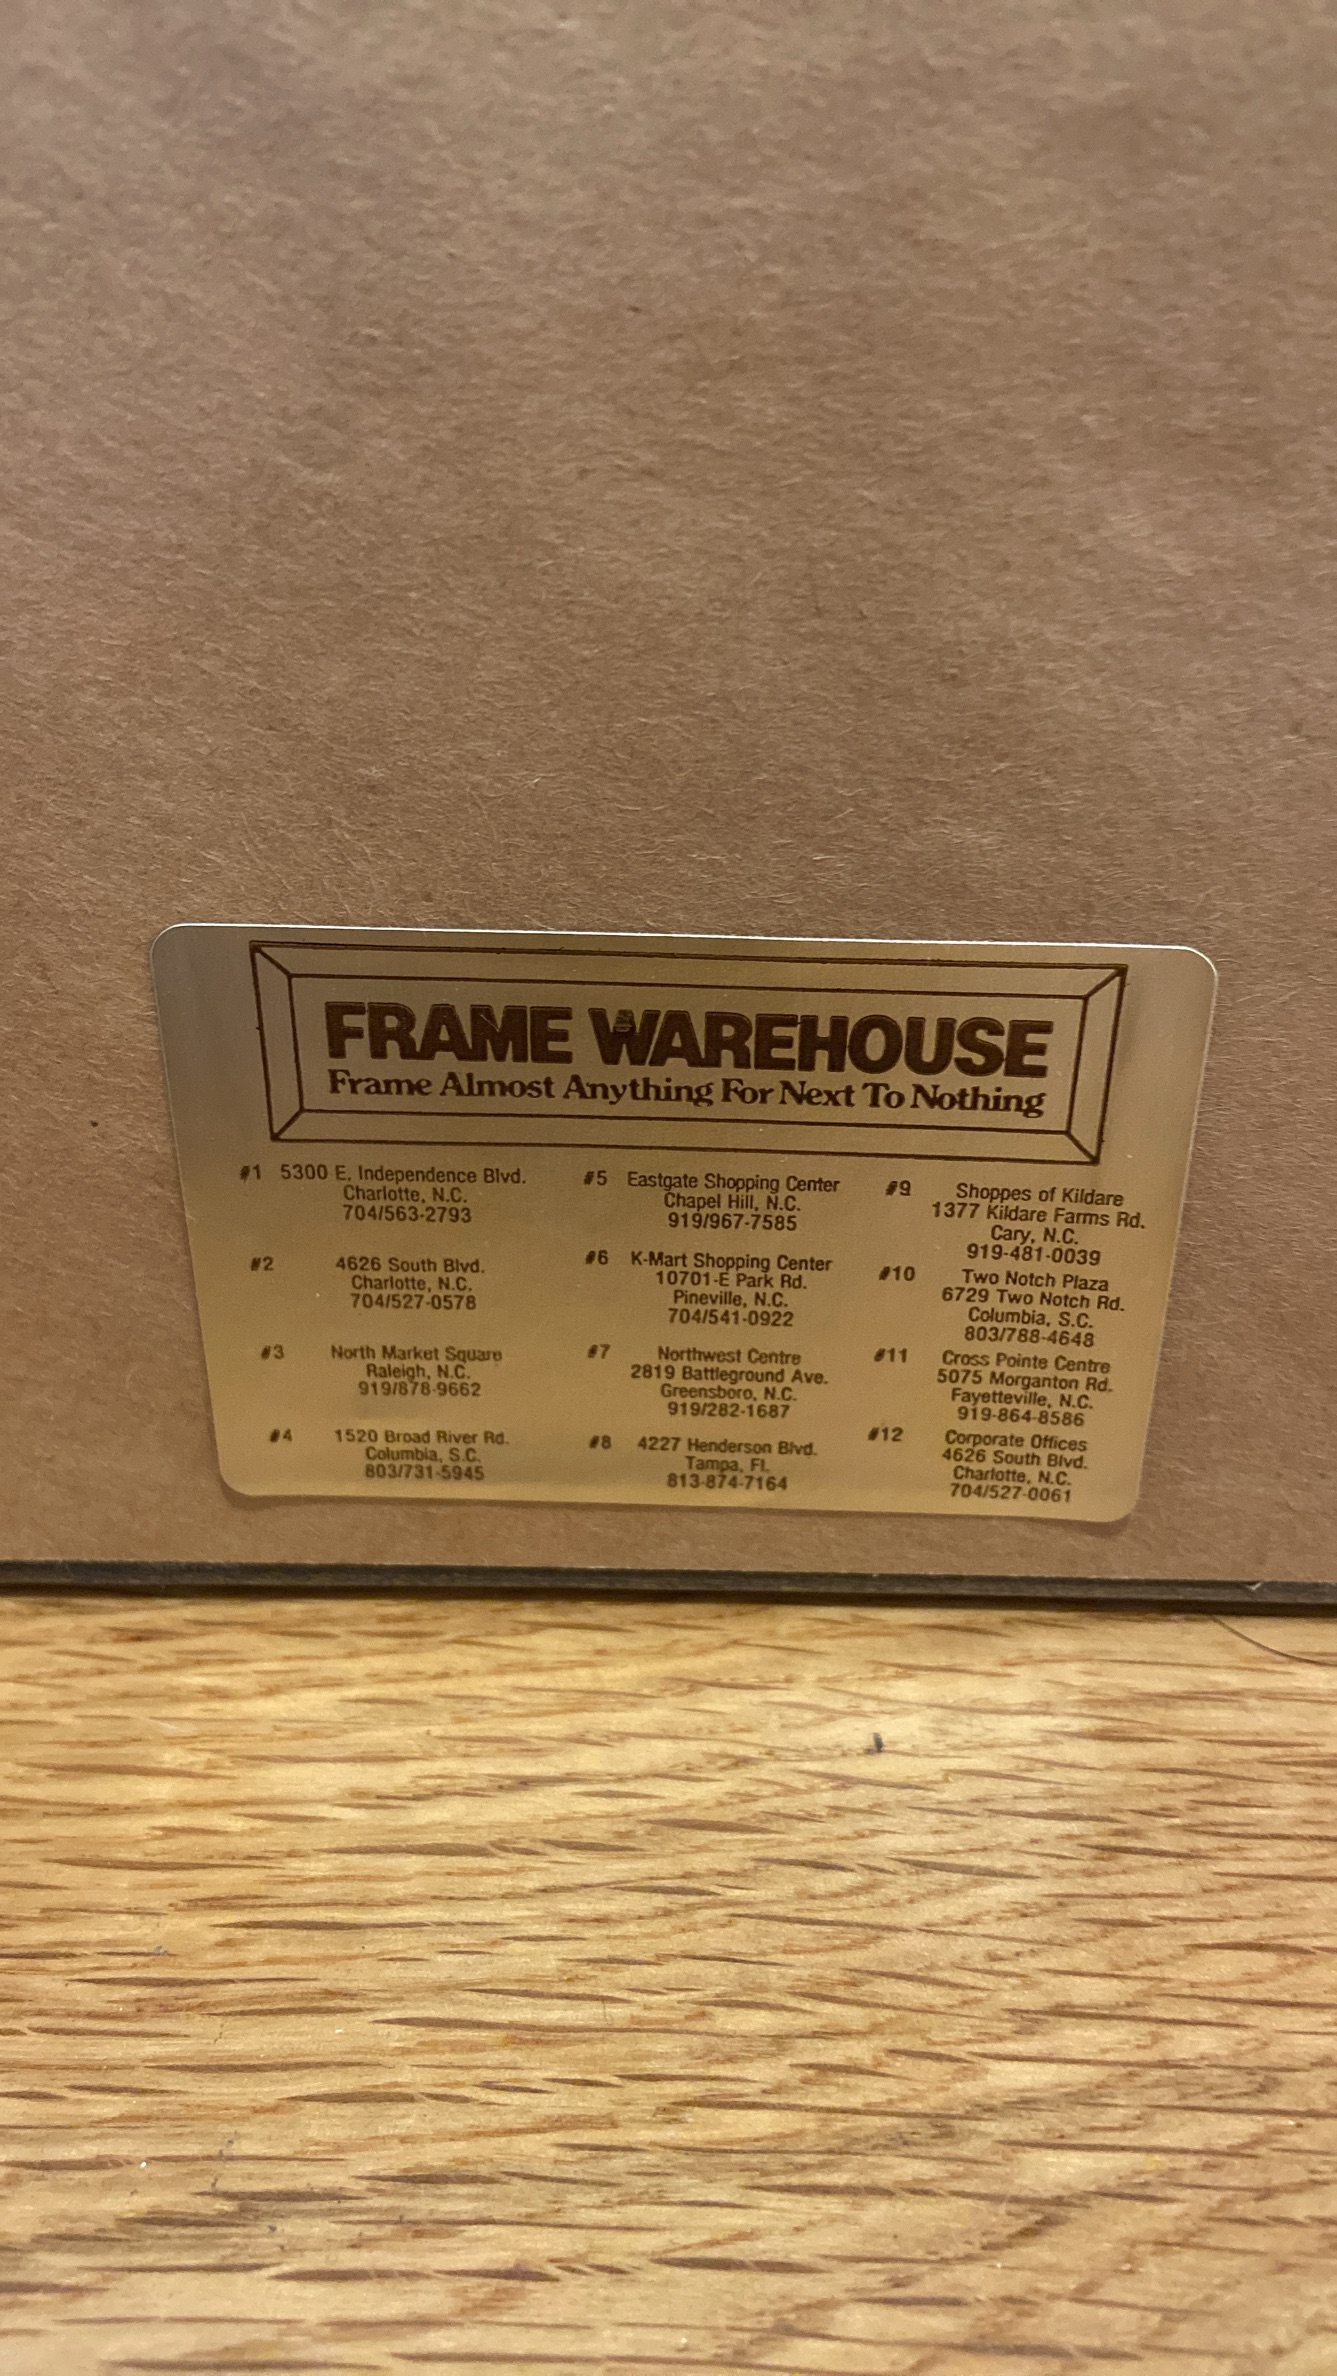 FRAME WAREHOUSE
Frame Almost Anything For Next To Nothing
#1 5300 E. Independence Blvd.
Charlotte, N.C.
704/563-2793
#2 4626 South Blvd.
Charlotte, N.C.
704/527-0578
#3 North Market Square
Raleigh, N.C.
919/878-9662
#4 1520 Broad River Rd.
Columbia, S.C.
803/731-5945
#5 Eastgate Shopping Center
Chapel Hill, N.C.
919/967-7585
#6 K-Mart Shopping Center
10701-E Park Rd.
Pineville, N.C.
704/541-0922
#7 Northwest Centre
2819 Battleground Ave.
Greensboro, N.C.
919/282-1687
#8 4227 Henderson Blvd.
Tampa, Fl.
813-874-7164
#9 Shoppes of Kildare
1377 Kildare Farms Rd.
Cary, N.C.
919-481-0039
#10 Two Notch Plaza
6729 Two Notch Rd.
Columbia, S.C.
803/788-4648
#11 Cross Pointe Centre
5075 Morganton Rd.
Fayetteville, N.C.
919-864-8586
#12 Corporate Offices
4626 South Blvd.
Charlotte, N.C.
704/527-0061